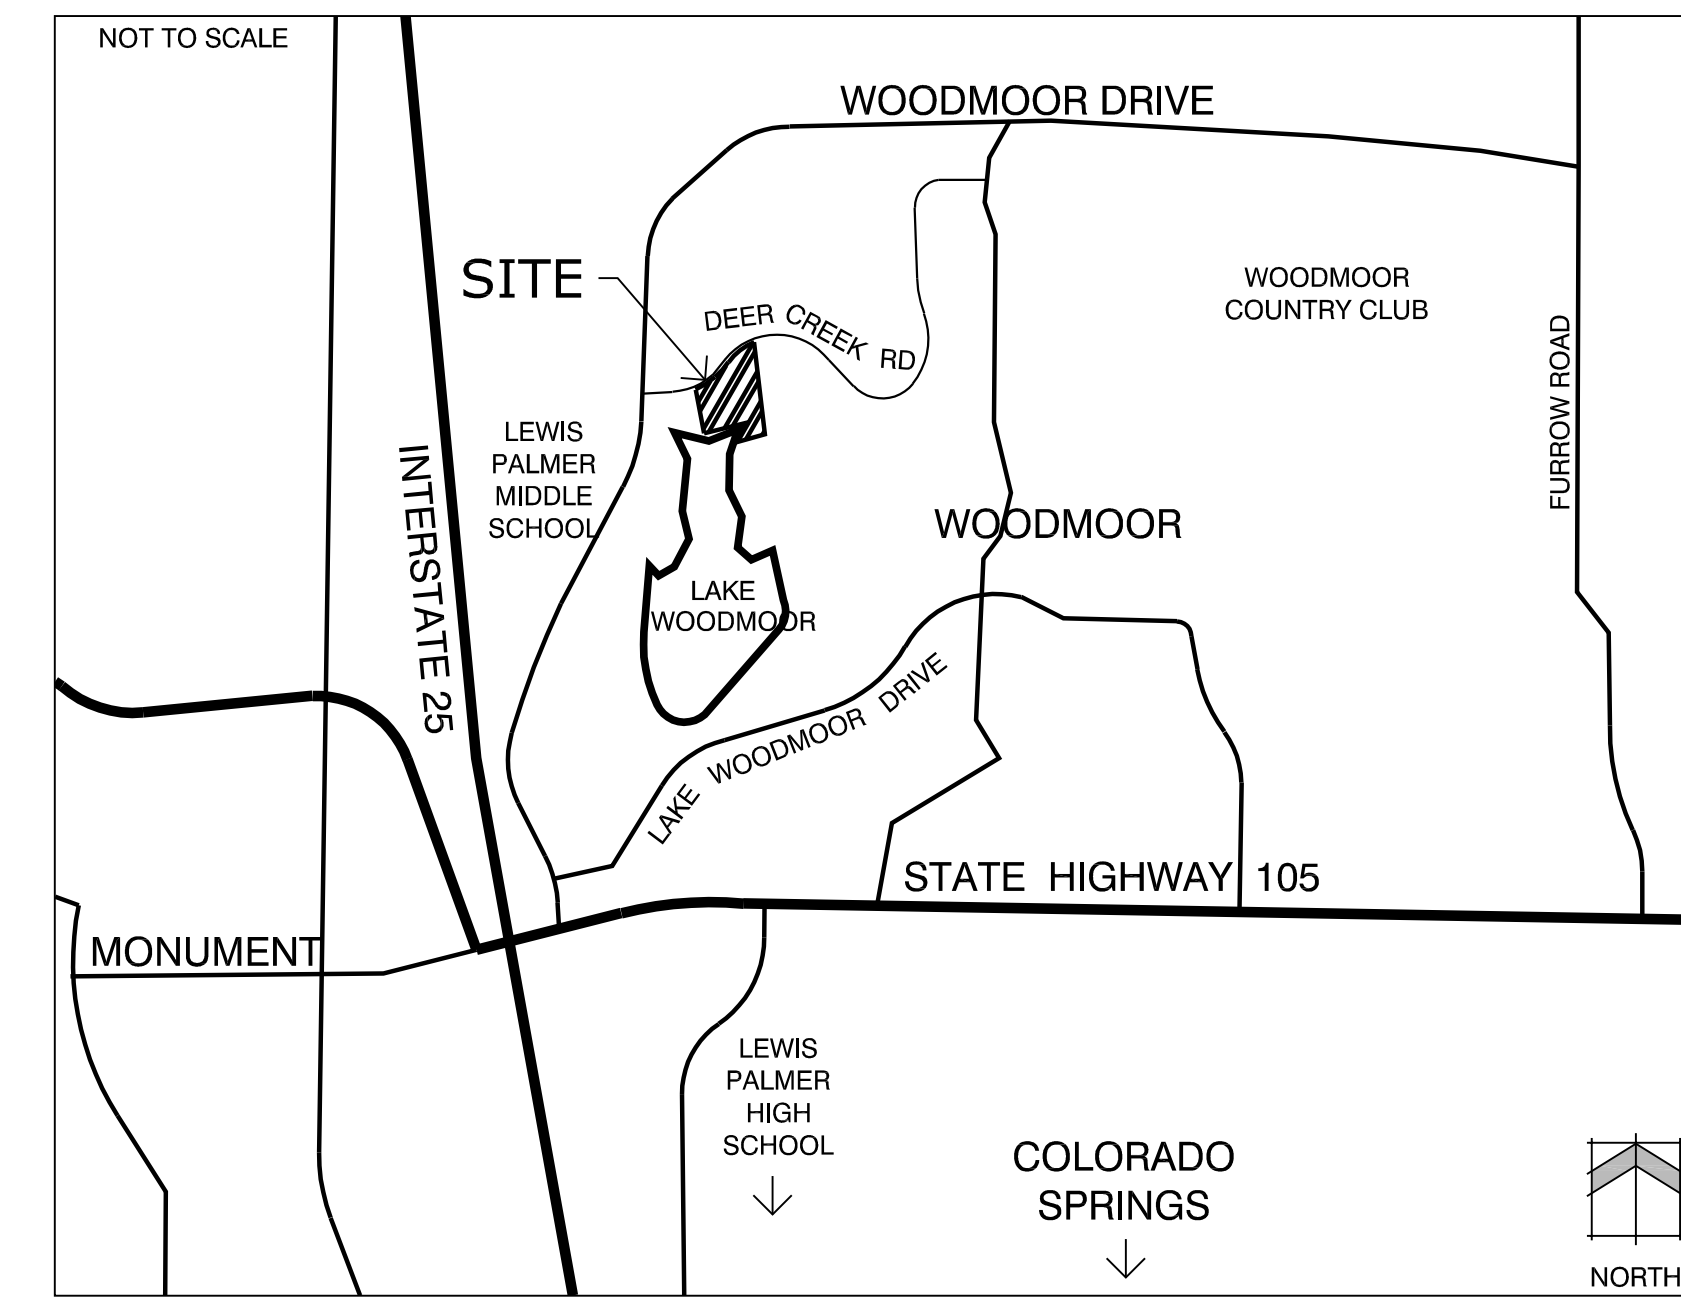 NOT TO SCALE
WOODMOOR DRIVE
SITE
WOODMOOR
COUNTRY CLUB
DEER CREEK RD
FURROW ROAD
LEWIS
PALMER
MIDDLE
SCHOOL
INTERSTATE 25
WOODMOOR
LAKE
WOODMOOR
LAKE WOODMOOR DRIVE
STATE HIGHWAY 105
MONUMENT
LEWIS
PALMER
HIGH
SCHOOL
COLORADO
SPRINGS
NORTH